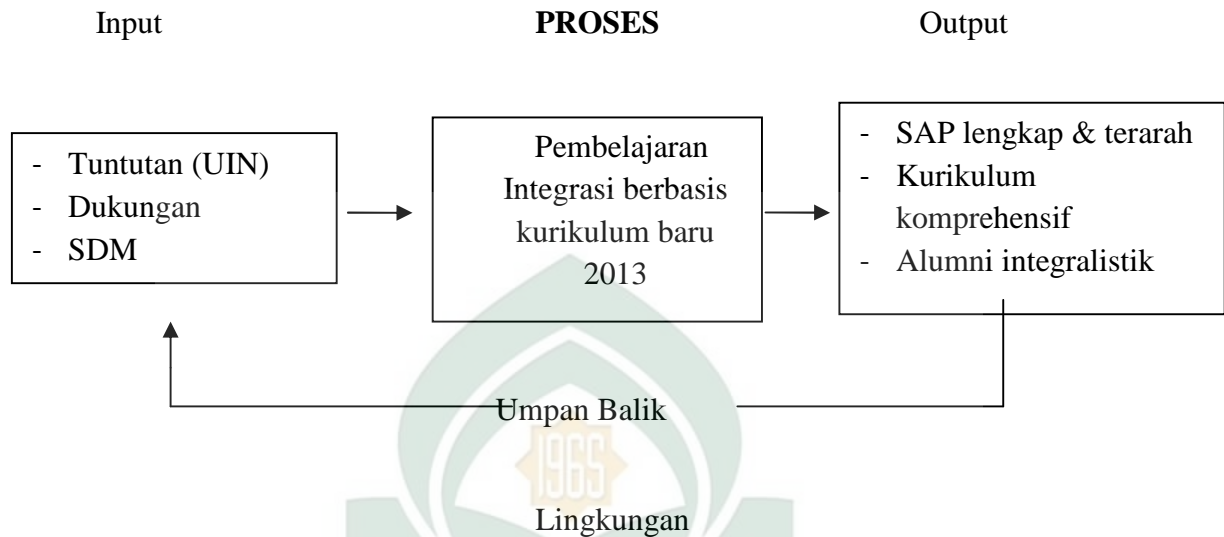 Input
PROSES
Output
- Tuntutan (UIN)
- Dukungan
- SDM
Pembelajaran
Integrasi berbasis
kurikulum baru
2013
- SAP lengkap & terarah
- Kurikulum
komprehensif
- Alumni integralistik
Umpan Balik
1965
Lingkungan